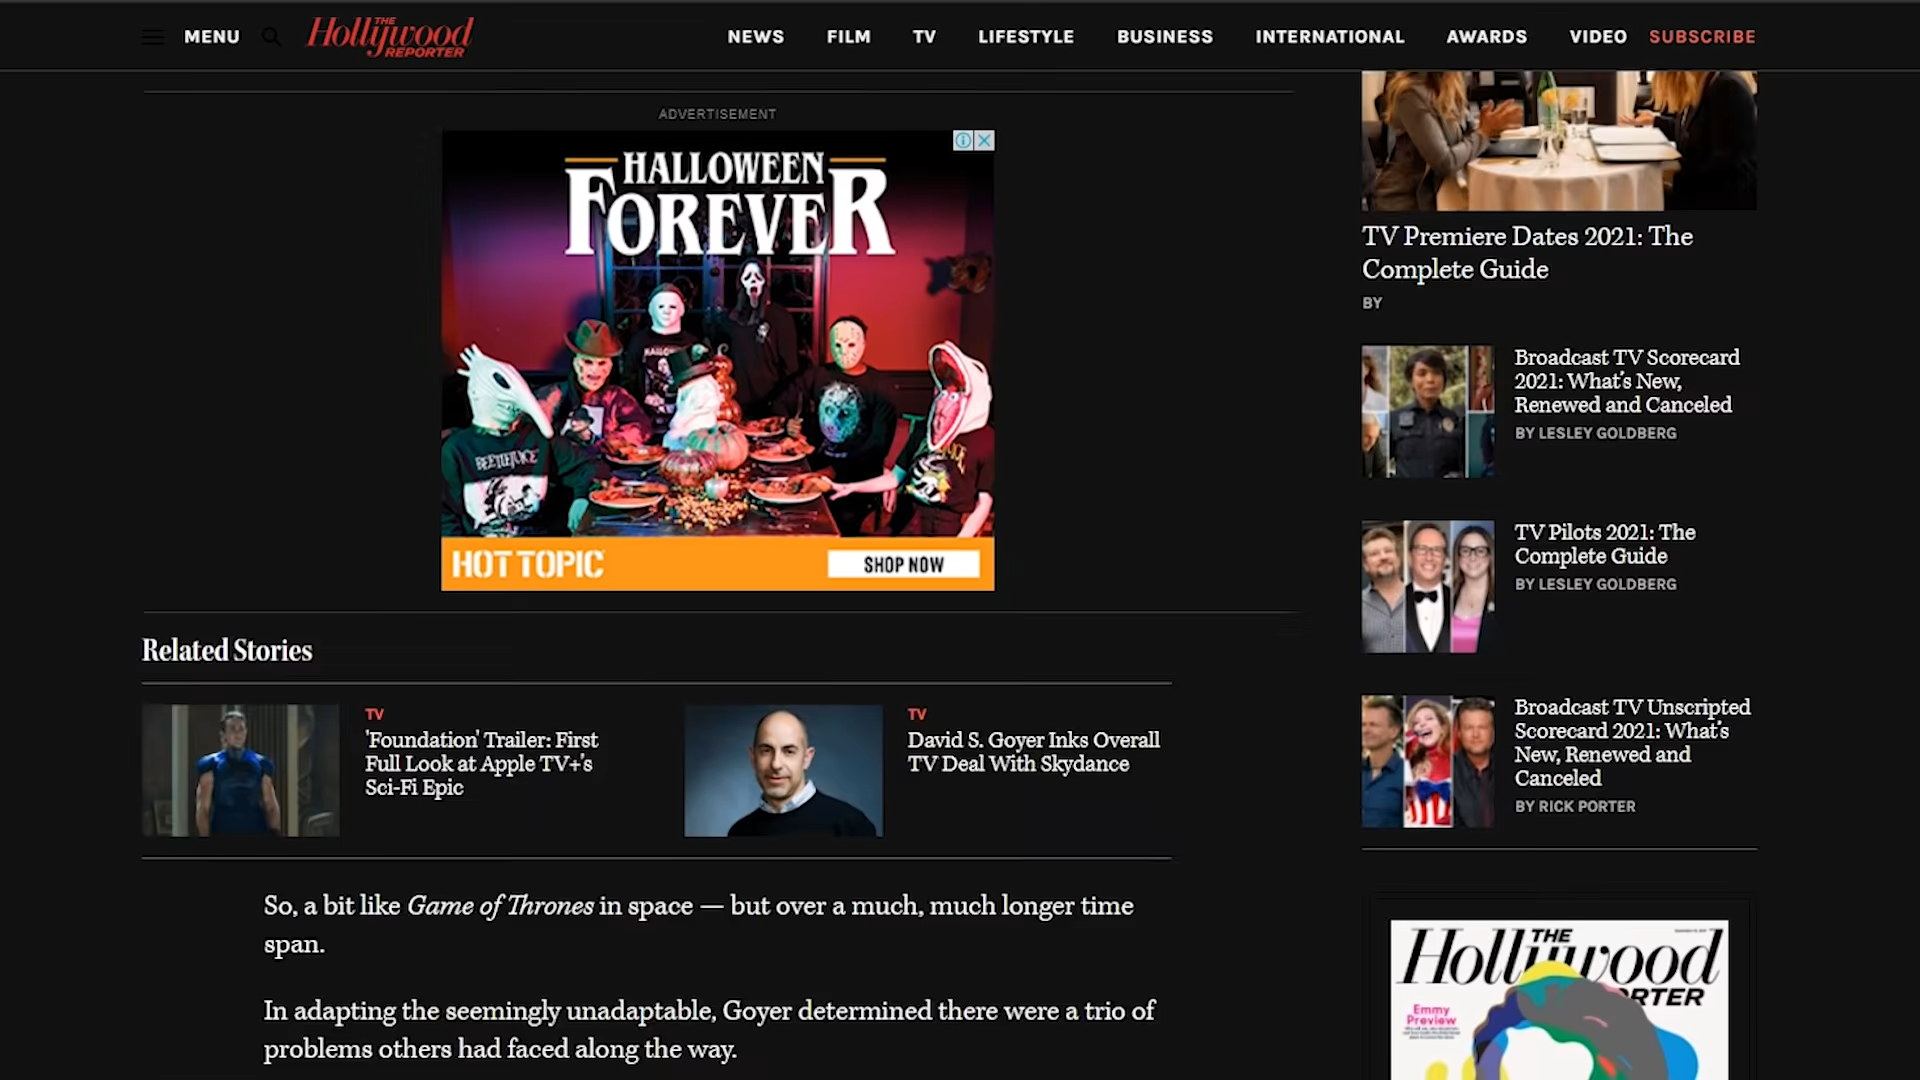 MENU
THE
Hollywood
REPORTER
NEWS
FILM
TV
LIFESTYLE
BUSINESS
INTERNATIONAL
AWARDS
VIDEO
SUBSCRIBE
ADVERTISEMENT
HALLOWEEN
FOREVER
BEETLEJUICE
HOT TOPIC
SHOP NOW
Related Stories
TV
'Foundation' Trailer: First
Full Look at Apple TV+'s
Sci-Fi Epic
TV
David S. Goyer Inks Overall
TV Deal With Skydance
So, a bit like Game of Thrones in space — but over a much, much longer time
span.
In adapting the seemingly unadaptable, Goyer determined there were a trio of
problems others had faced along the way.
TV Premiere Dates 2021: The
Complete Guide
BY
Broadcast TV Scorecard
2021: What's New,
Renewed and Canceled
BY LESLEY GOLDBERG
TV Pilots 2021: The
Complete Guide
BY LESLEY GOLDBERG
Broadcast TV Unscripted
Scorecard 2021: What's
New, Renewed and
Canceled
BY RICK PORTER
THE
Hollywood
Emmy
Preview